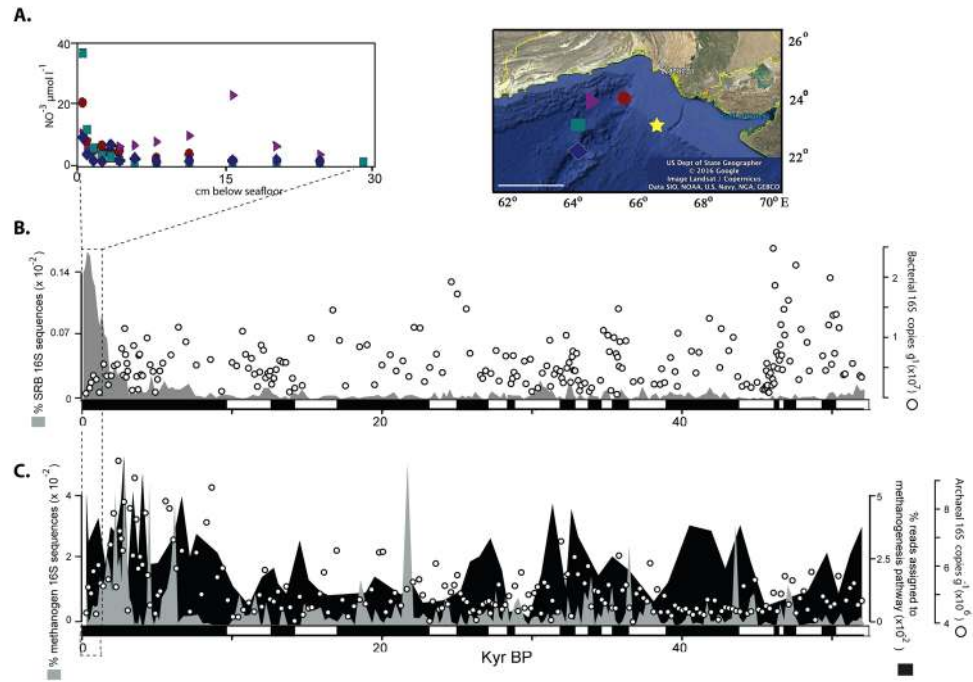 A.
40
20
0
NO⁻³ µmol l⁻¹
0
15
30
cm below seafloor
26°
24°
22°
62°
64°
66°
68°
70° E
US Dept of State Geographer
© 2016 Google
Image Landsat / Copernicus
Data SIO, NOAA, U.S. Navy, NGA, GEBCO
B.
% SRB 16S sequences (x 10⁻²)
0.14
0.07
0
2
1
Bacterial 16S copies g¹ (x10⁷)
0
20
40
C.
% methanogen 16S sequences (x 10⁻²)
4
2
0
5
2.5
0
% reads assigned to
methanogenesis pathway (x10²)
8
6
4
Archaeal 16S copies g¹ (x10⁶)
0
20
40
Kyr BP